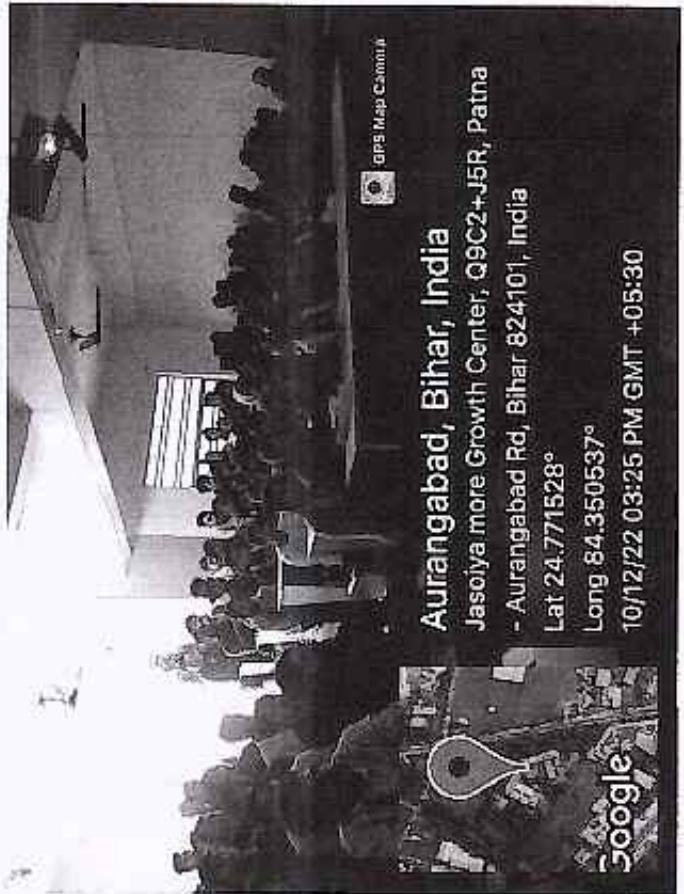 GPS Map Camera
Aurangabad, Bihar, India
Jasoiya more Growth Center, Q9C2+J5R, Patna
- Aurangabad Rd, Bihar 824101, India
Lat 24.771528°
Long 84.350537°
10/12/22 03:25 PM GMT +05:30
Google